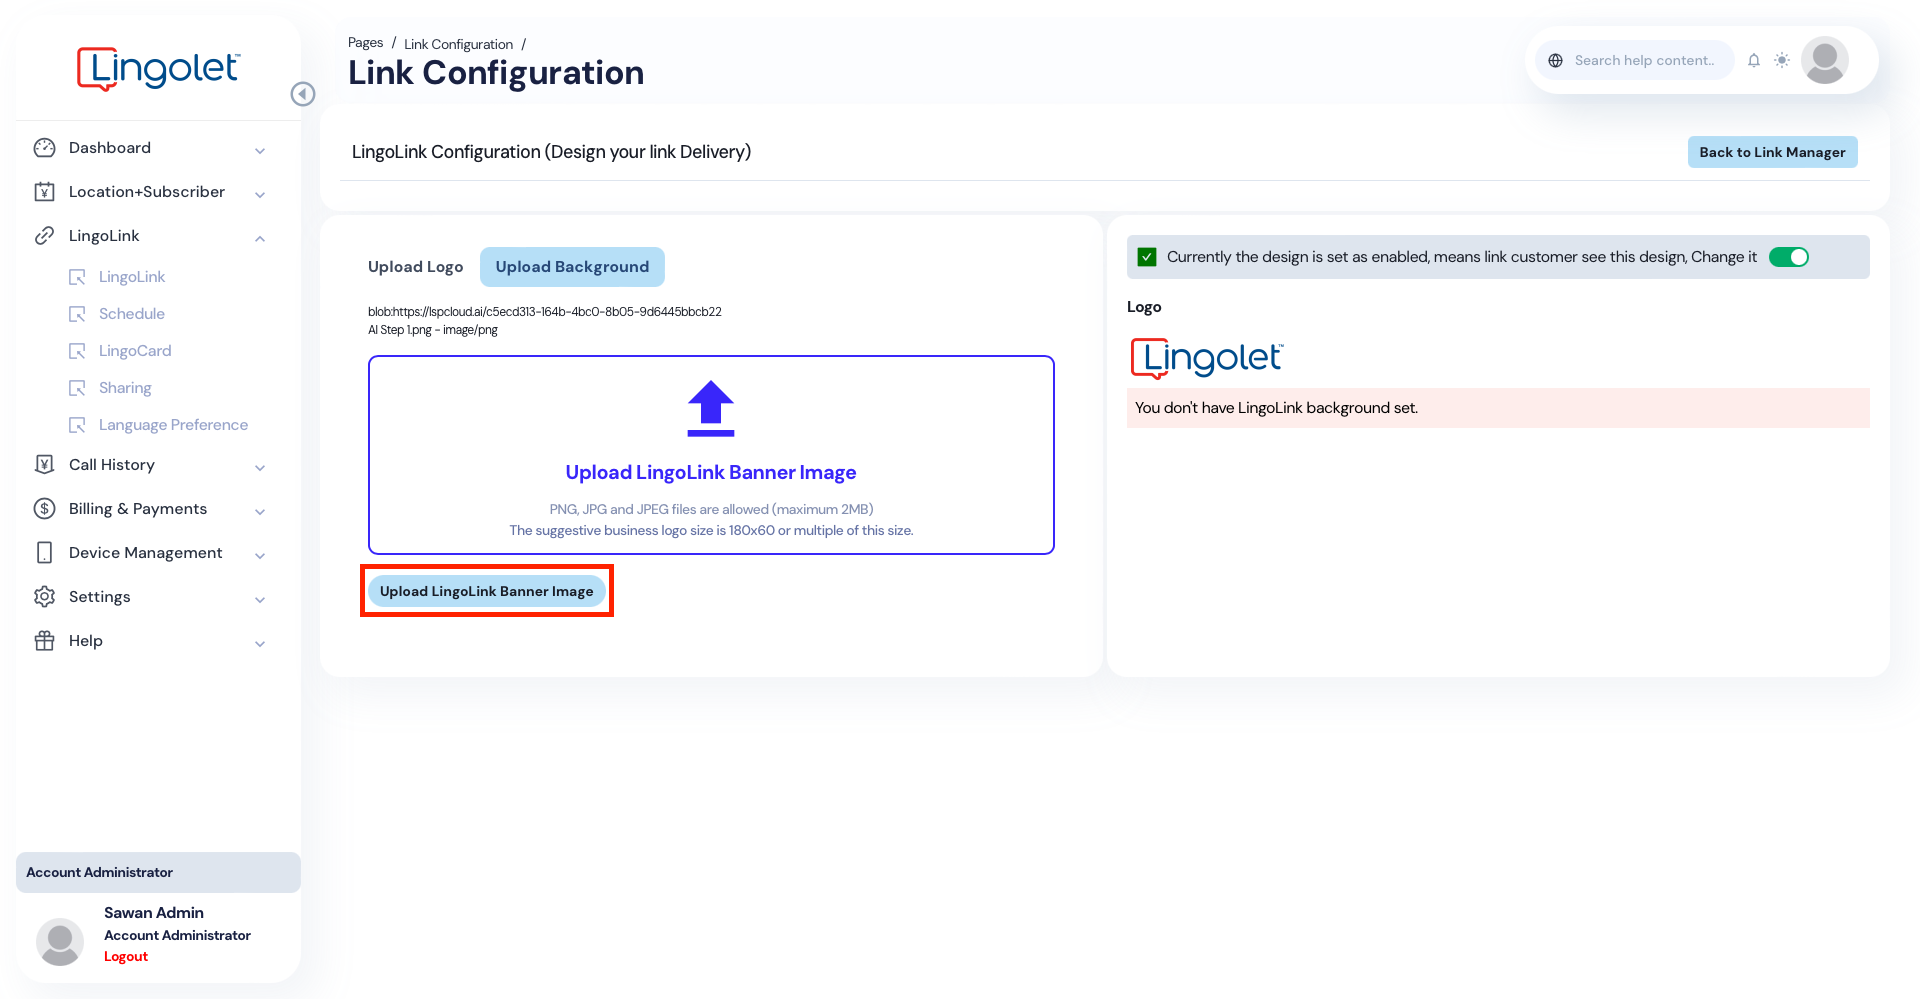 Lingolet™
Dashboard
Location+Subscriber
LingoLink
LingoLink
Schedule
LingoCard
Sharing
Language Preference
Call History
Billing & Payments
Device Management
Settings
Help
Account Administrator
Sawan Admin
Account Administrator
Logout
Pages / Link Configuration /
Link Configuration
Search help content..
LingoLink Configuration (Design your link Delivery)
Back to Link Manager
Upload Logo
Upload Background
blob:https://lspcloud.ai/c5ecd313-164b-4bc0-8b05-9d6445bbcb22
AI Step 1.png - image/png
Upload LingoLink Banner Image
PNG, JPG and JPEG files are allowed (maximum 2MB)
The suggestive business logo size is 180x60 or multiple of this size.
Upload LingoLink Banner Image
Currently the design is set as enabled, means link customer see this design, Change it
Logo
Lingolet™
You don't have LingoLink background set.